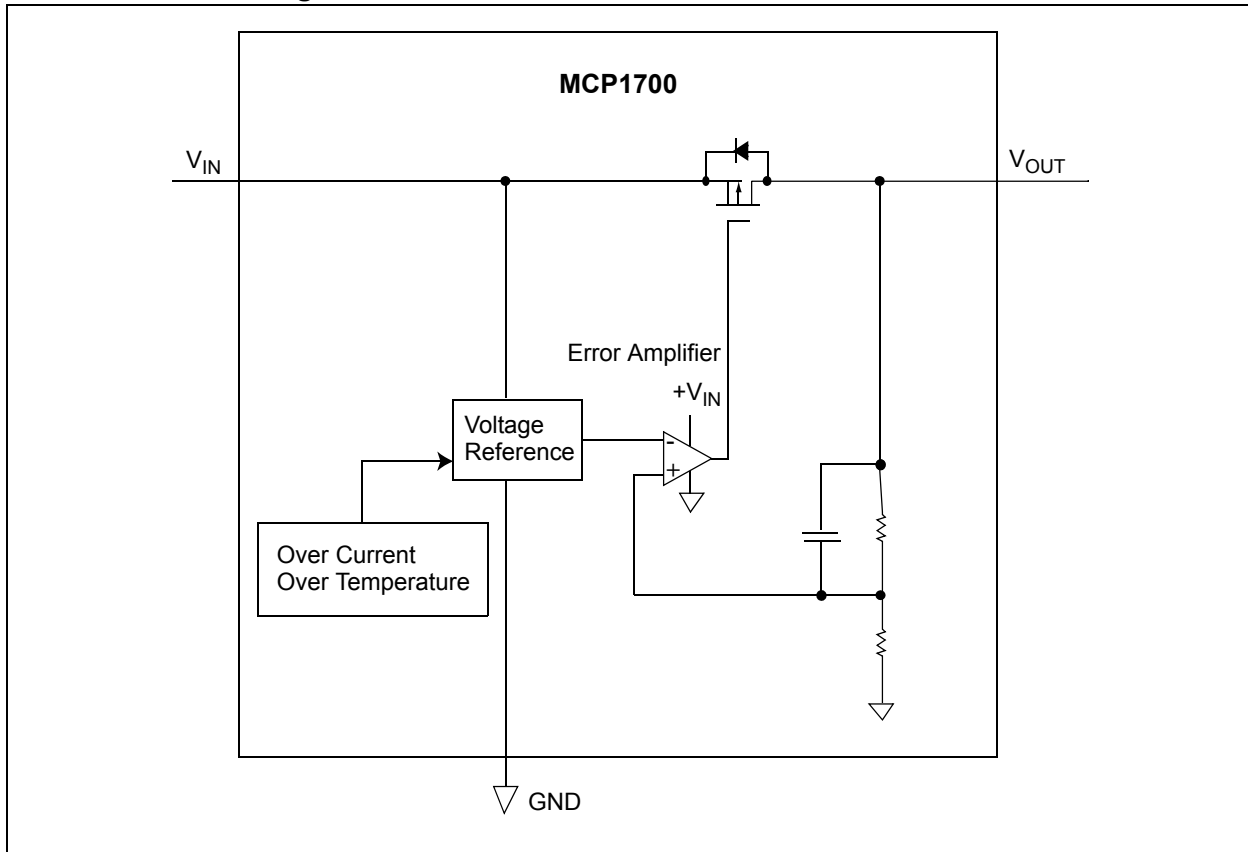 MCP1700
V_IN
V_OUT
Error Amplifier
+V_IN
Voltage
Reference
-
+
Over Current
Over Temperature
GND